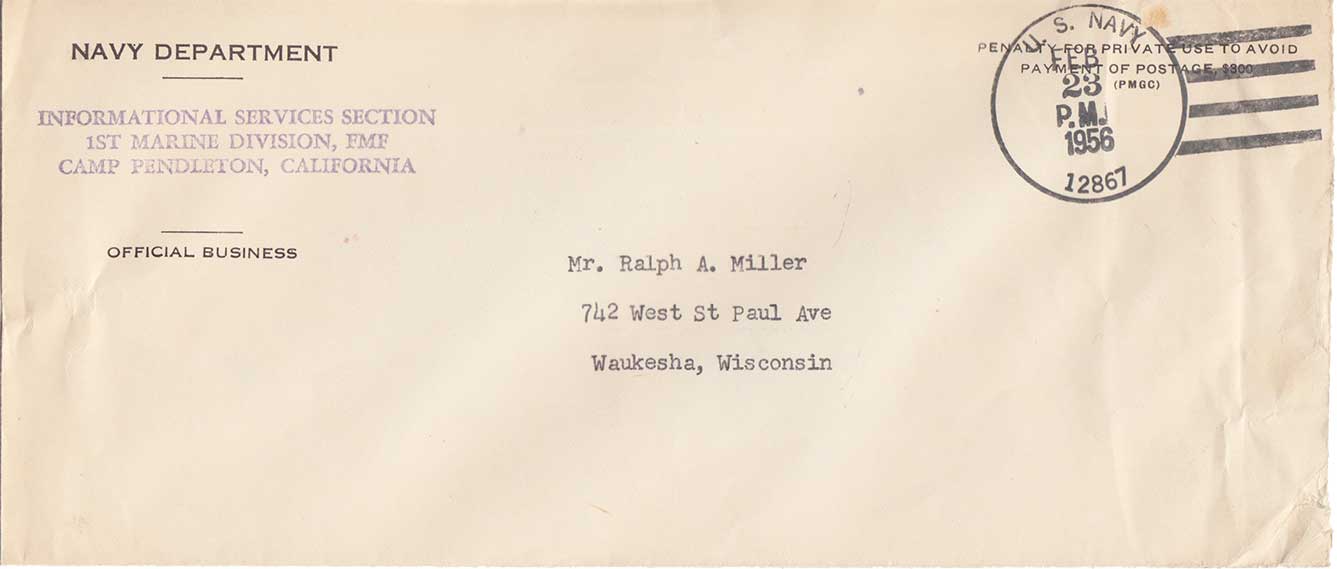 NAVY DEPARTMENT
INFORMATIONAL SERVICES SECTION
1ST MARINE DIVISION, FMF
CAMP PENDLETON, CALIFORNIA
OFFICIAL BUSINESS
PENALTY FOR PRIVATE USE TO AVOID
PAYMENT OF POSTAGE, $300
(PMGC)
U. S. NAVY
FEB
23
P.M.
1956
12867
Mr. Ralph A. Miller
742 West St Paul Ave
Waukesha, Wisconsin